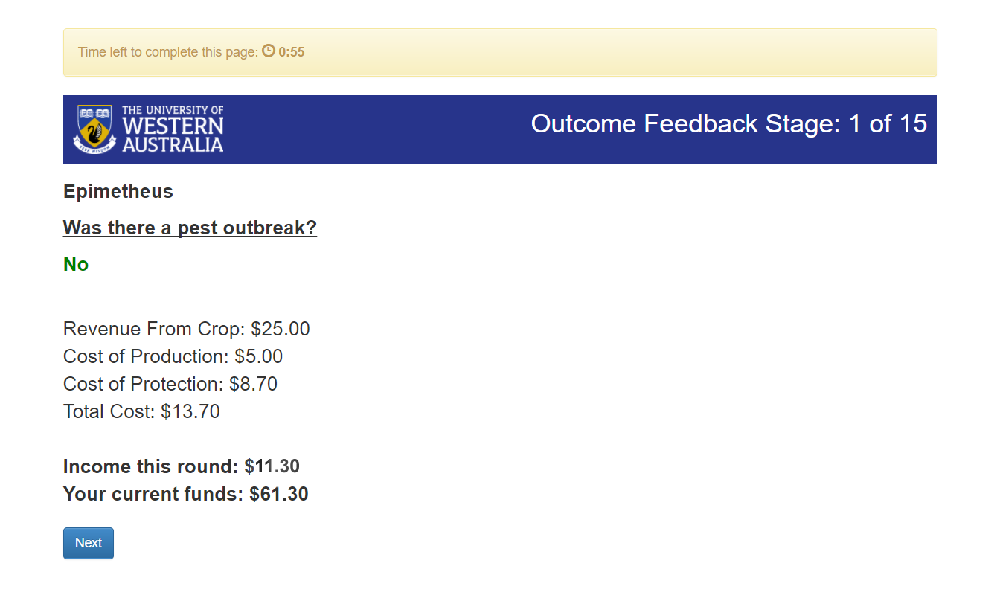 Time left to complete this page: 0:55
THE UNIVERSITY OF
WESTERN
AUSTRALIA
SEEK WISDOM
Outcome Feedback Stage: 1 of 15
Epimetheus
Was there a pest outbreak?
No
Revenue From Crop: $25.00
Cost of Production: $5.00
Cost of Protection: $8.70
Total Cost: $13.70
Income this round: $11.30
Your current funds: $61.30
Next